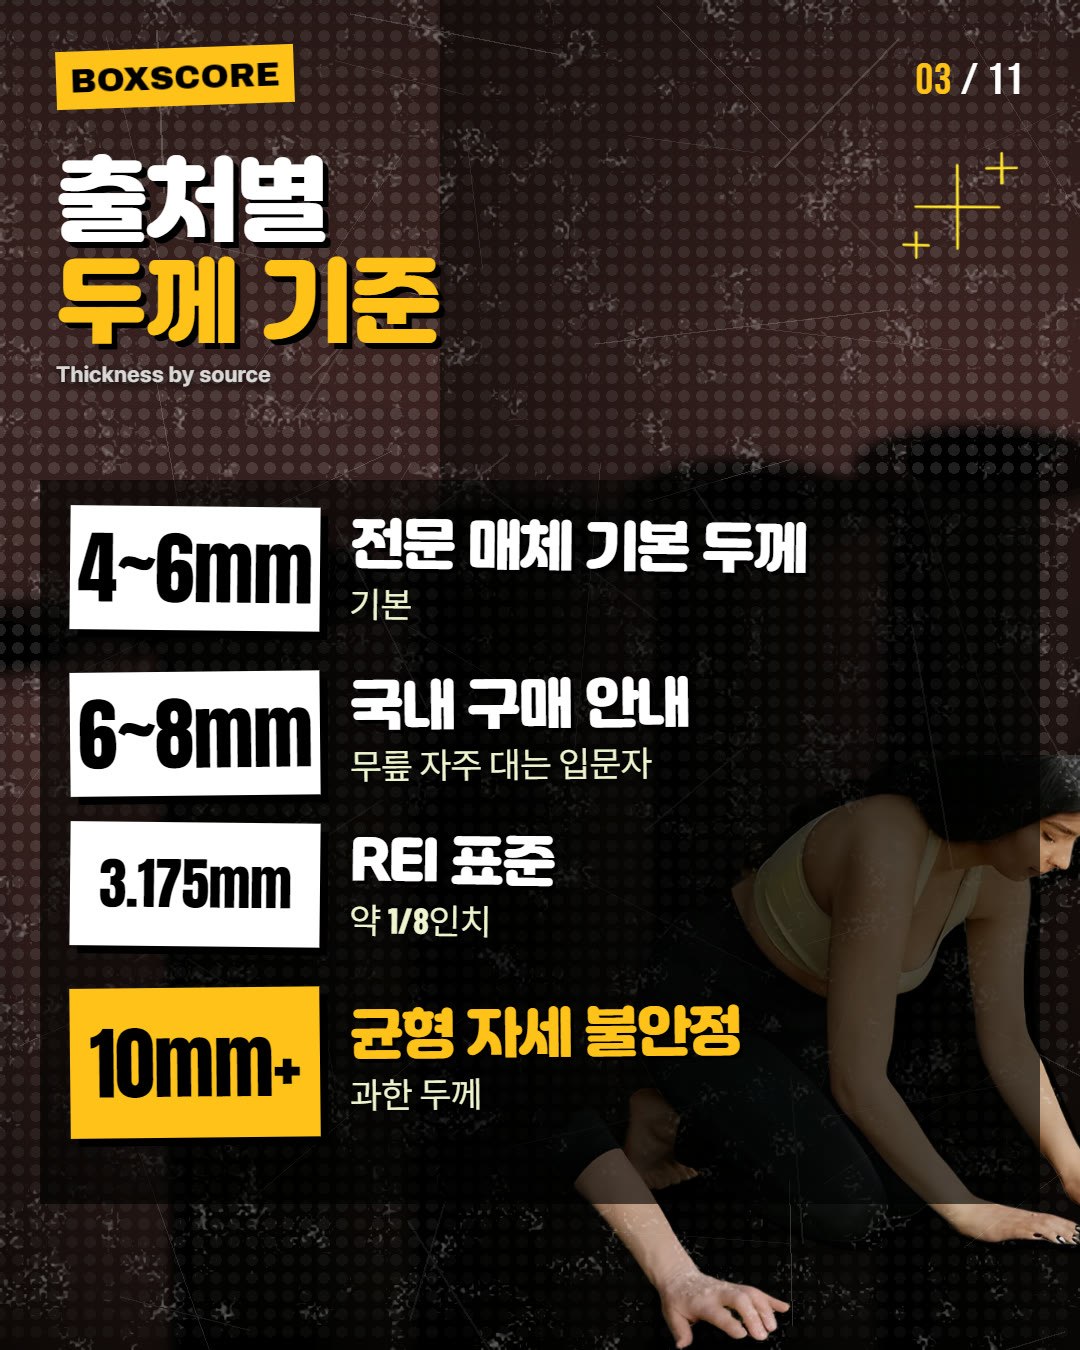 BOXSCORE
03 / 11
출처별
두께 기준
Thickness by source
4~6mm
전문 매체 기본 두께
기본
6~8mm
국내 구매 안내
무릎 자주 대는 입문자
3.175mm
REI 표준
약 1/8인치
10mm+
균형 자세 불안정
과한 두께